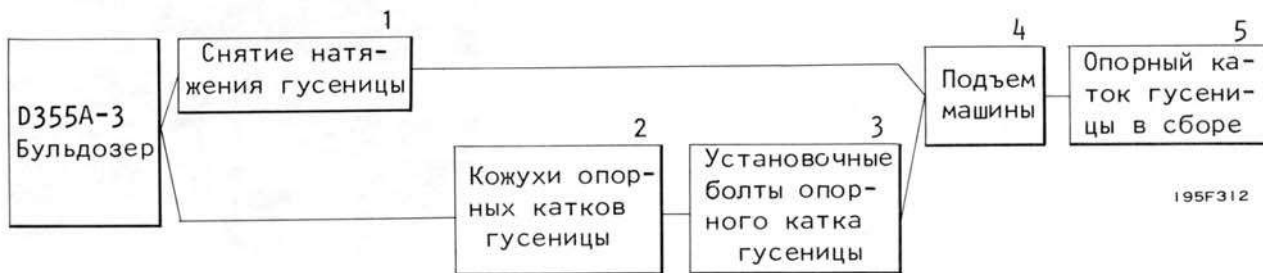 D355A-3
Бульдозер
1
Снятие натя-
жения гусеницы
2
Кожухи опор-
ных катков
гусеницы
3
Установочные
болты опор-
ного катка
гусеницы
4
Подъем
машины
5
Опорный ка-
ток гусени-
цы в сборе
195F312